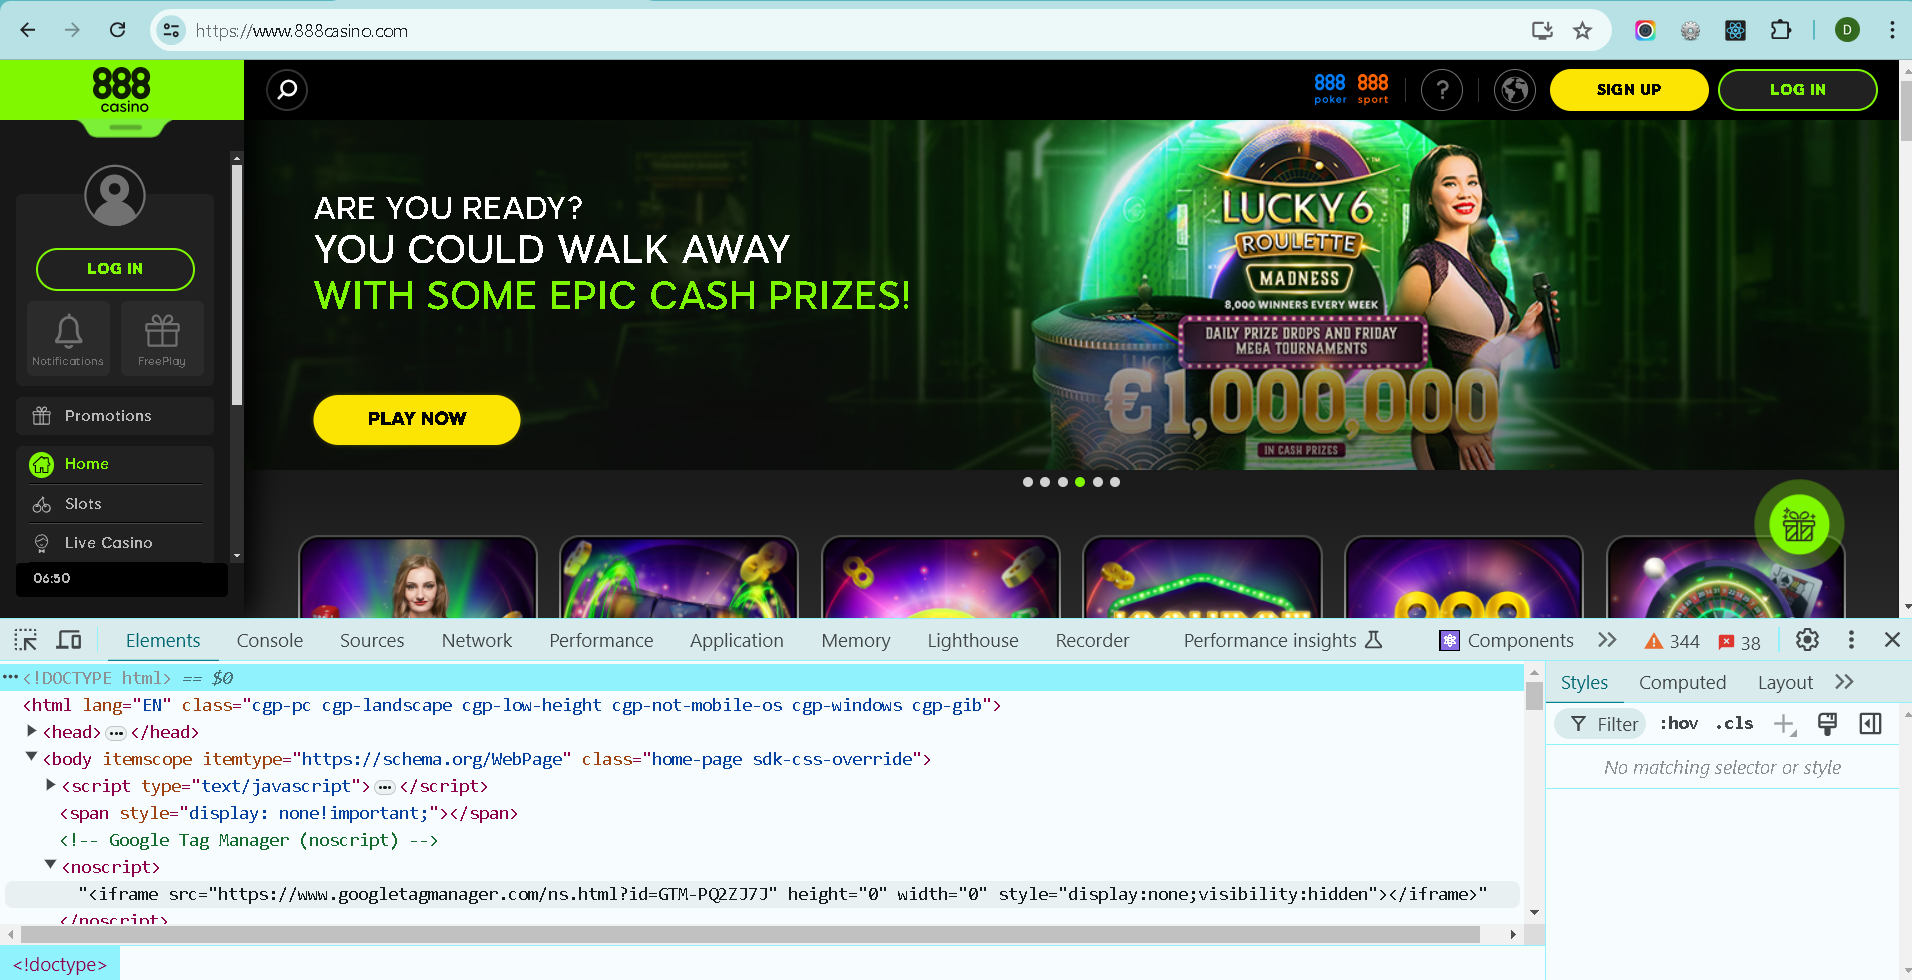 https://www.888casino.com
D
888
casino
888 888
poker sport
?
SIGN UP
LOG IN
LOG IN
Notifications
FreePlay
Promotions
Home
Slots
Live Casino
06:50
ARE YOU READY?
YOU COULD WALK AWAY
WITH SOME EPIC CASH PRIZES!
PLAY NOW
LUCKY 6
ROULETTE
MADNESS
8,000 WINNERS EVERY WEEK
DAILY PRIZE DROPS AND FRIDAY
MEGA TOURNAMENTS
€1,000,000
IN CASH PRIZES
888
Elements Console Sources Network Performance Application Memory Lighthouse Recorder Performance insights Components 344 38
<!DOCTYPE html> == $0
<html lang="EN" class="cgp-pc cgp-landscape cgp-low-height cgp-not-mobile-os cgp-windows cgp-gib">
<head>…</head>
<body itemscope itemtype="https://schema.org/WebPage" class="home-page sdk-css-override">
<script type="text/javascript">…</script>
<span style="display: none!important;"></span>
<!-- Google Tag Manager (noscript) -->
<noscript>
"<iframe src="https://www.googletagmanager.com/ns.html?id=GTM-PQ2ZJ7J" height="0" width="0" style="display:none;visibility:hidden"></iframe>"
</noscript>
<!doctype>
Styles Computed Layout
Filter :hov .cls
No matching selector or style